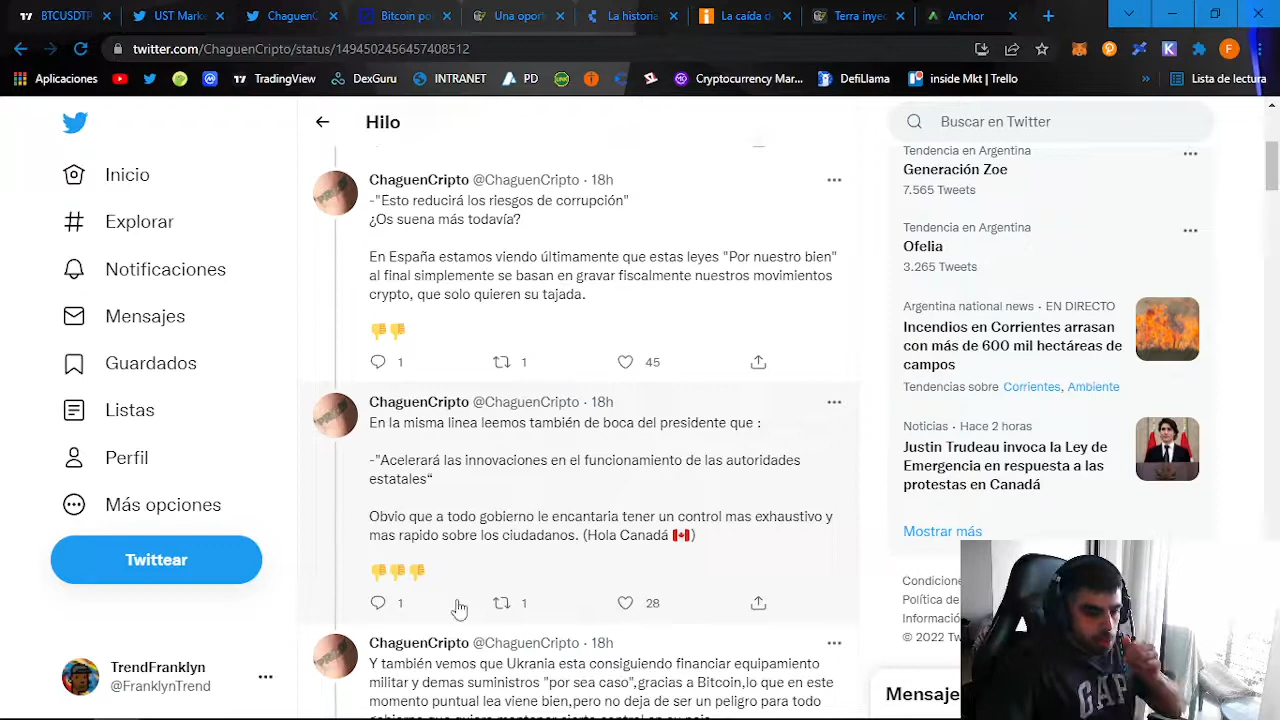 BTCUSDTP
UST Marke
ChaguenC
Bitcoin po
Una oport
La historia
La caída d
Terra inye
Anchor
twitter.com/ChaguenCripto/status/1494502456457408512
Aplicaciones
TradingView
DexGuru
INTRANET
PD
Cryptocurrency Mar...
DefiLlama
inside Mkt | Trello
»
Lista de lectura
Hilo
Buscar en Twitter
Inicio
Explorar
Notificaciones
Mensajes
Guardados
Listas
Perfil
Más opciones
Twittear
TrendFranklyn
@FranklynTrend
ChaguenCripto @ChaguenCripto · 18h
-"Esto reducirá los riesgos de corrupción"
¿Os suena más todavía?
En España estamos viendo últimamente que estas leyes "Por nuestro bien"
al final simplemente se basan en gravar fiscalmente nuestros movimientos
crypto, que solo quieren su tajada.
👎👎
1 1 45
ChaguenCripto @ChaguenCripto · 18h
En la misma linea leemos también de boca del presidente que :
-"Acelerará las innovaciones en el funcionamiento de las autoridades
estatales“
Obvio que a todo gobierno le encantaria tener un control mas exhaustivo y
mas rapido sobre los ciudadanos. (Hola Canadá 🇨🇦)
👎👎👎
1 1 28
ChaguenCripto @ChaguenCripto · 18h
Y también vemos que Ukranía esta consiguiendo financiar equipamiento
militar y demas suministros "por sea caso",gracias a Bitcoin,lo que en este
momento puntual lea viene bien,pero no deja de ser un peligro para todo
Tendencia en Argentina
Generación Zoe
7.565 Tweets
Tendencia en Argentina
Ofelia
3.265 Tweets
Argentina national news · EN DIRECTO
Incendios en Corrientes arrasan
con más de 600 mil hectáreas de
campos
Tendencias sobre Corrientes, Ambiente
Noticias · Hace 2 horas
Justin Trudeau invoca la Ley de
Emergencia en respuesta a las
protestas en Canadá
Mostrar más
Condicione
Política de
Informació
© 2022 Tw
Mensaje
GAP